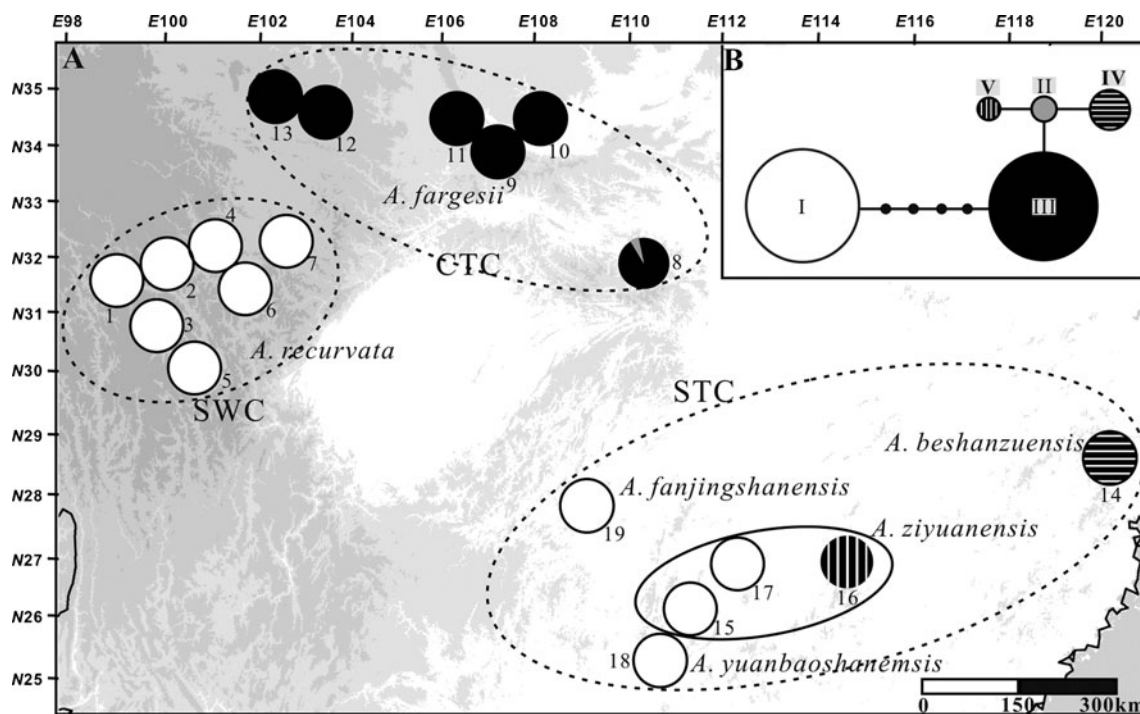 E98 E100 E102 E104 E106 E108 E110 E112 E114 E116 E118 E120
A
B
N35
N34
N33
N32
N31
N30
N29
N28
N27
N26
N25
13
12
11
10
9
A. fargesii
8
CTC
4
7
2
1
6
3
A. recurvata
5
SWC
V II IV
I III
STC
A. beshanzuensis
14
A. fanjingshanensis
19
A. ziyuanensis
17
16
15
18 A. yuanbaoshanemsis
0 150 300km